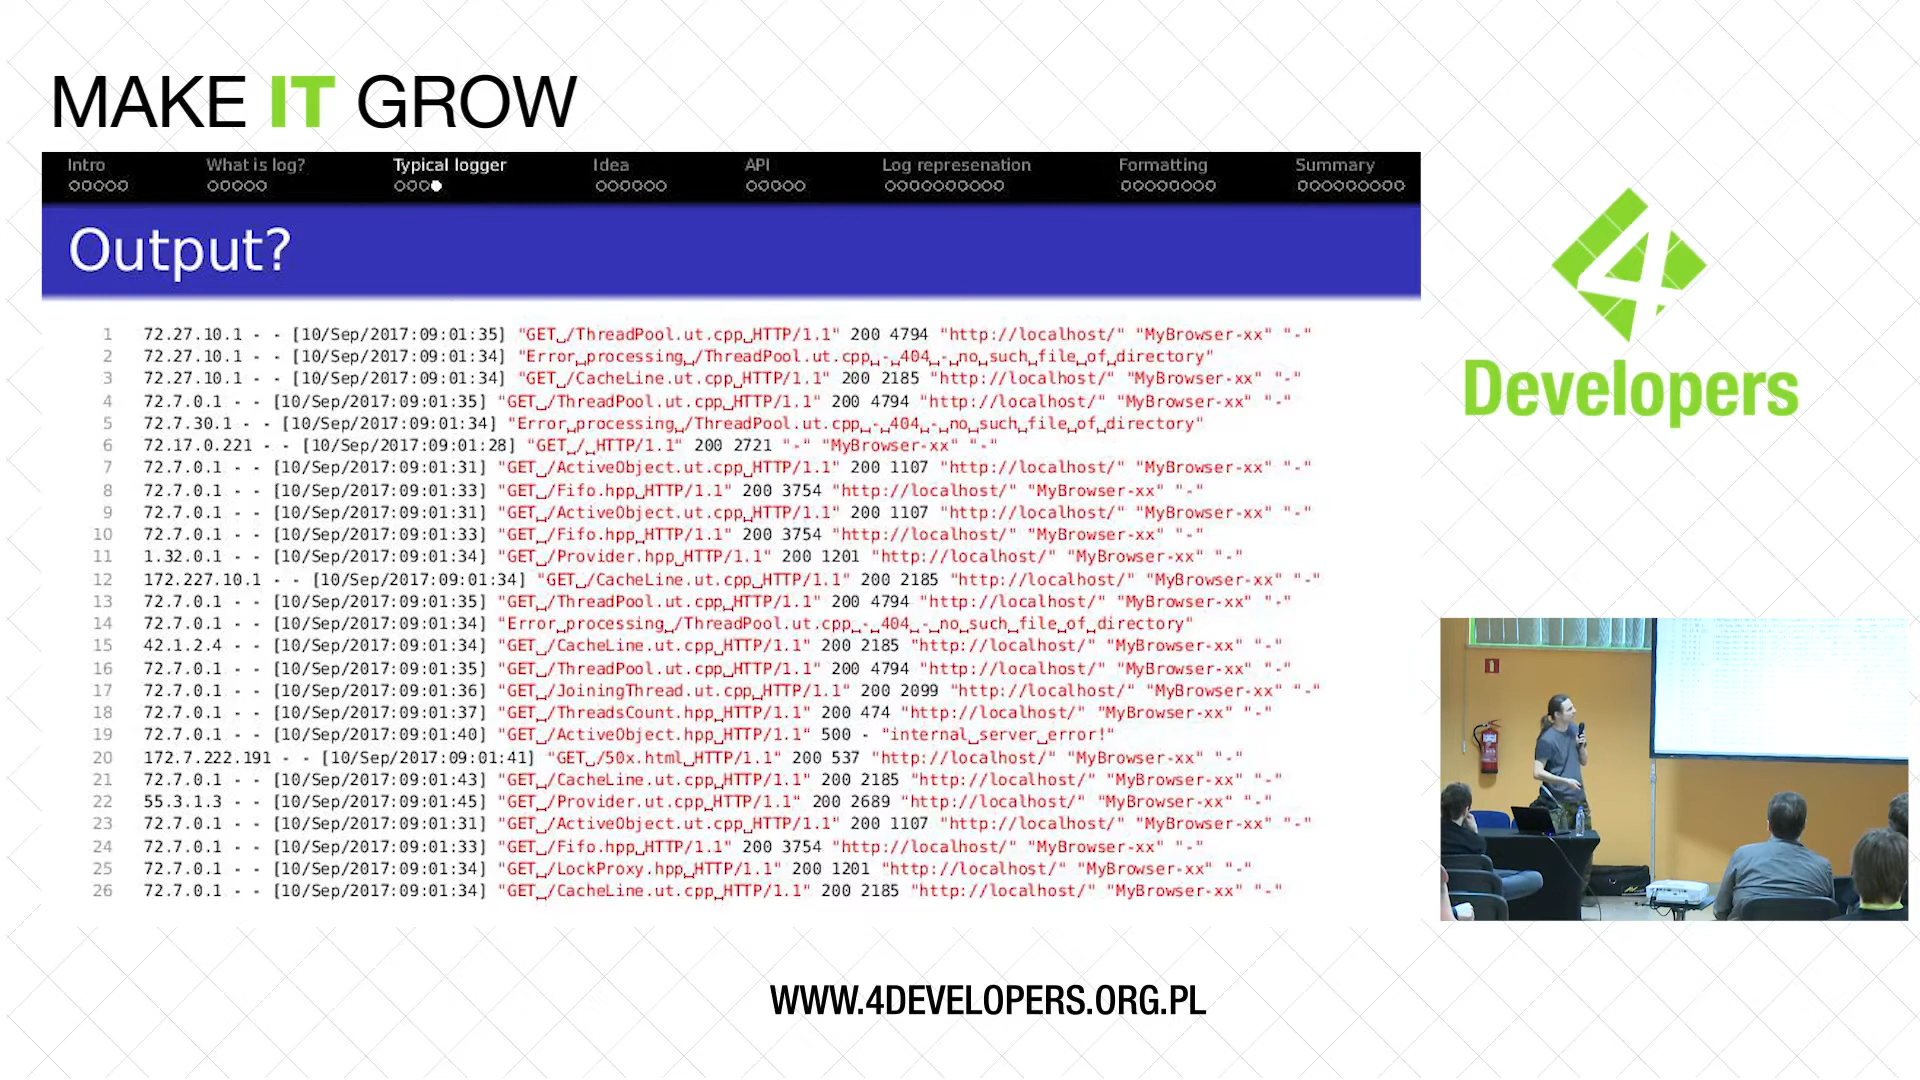 MAKE IT GROW
Intro What is log? Typical logger Idea API Log represenation Formatting Summary
Output?
1 72.27.10.1 - - [10/Sep/2017:09:01:35] "GET␣/ThreadPool.ut.cpp␣HTTP/1.1" 200 4794 "http://localhost/" "MyBrowser-xx" "-"
2 72.27.10.1 - - [10/Sep/2017:09:01:34] "Error␣processing␣/ThreadPool.ut.cpp␣-␣404␣-␣no␣such␣file␣of␣directory"
3 72.27.10.1 - - [10/Sep/2017:09:01:34] "GET␣/CacheLine.ut.cpp␣HTTP/1.1" 200 2185 "http://localhost/" "MyBrowser-xx" "-"
4 72.7.0.1 - - [10/Sep/2017:09:01:35] "GET␣/ThreadPool.ut.cpp␣HTTP/1.1" 200 4794 "http://localhost/" "MyBrowser-xx" "-"
5 72.7.30.1 - - [10/Sep/2017:09:01:34] "Error␣processing␣/ThreadPool.ut.cpp␣-␣404␣-␣no␣such␣file␣of␣directory"
6 72.17.0.221 - - [10/Sep/2017:09:01:28] "GET␣/␣HTTP/1.1" 200 2721 "-" "MyBrowser-xx" "-"
7 72.7.0.1 - - [10/Sep/2017:09:01:31] "GET␣/ActiveObject.ut.cpp␣HTTP/1.1" 200 1107 "http://localhost/" "MyBrowser-xx" "-"
8 72.7.0.1 - - [10/Sep/2017:09:01:33] "GET␣/Fifo.hpp␣HTTP/1.1" 200 3754 "http://localhost/" "MyBrowser-xx" "-"
9 72.7.0.1 - - [10/Sep/2017:09:01:31] "GET␣/ActiveObject.ut.cpp␣HTTP/1.1" 200 1107 "http://localhost/" "MyBrowser-xx" "-"
10 72.7.0.1 - - [10/Sep/2017:09:01:33] "GET␣/Fifo.hpp␣HTTP/1.1" 200 3754 "http://localhost/" "MyBrowser-xx" "-"
11 1.32.0.1 - - [10/Sep/2017:09:01:34] "GET␣/Provider.hpp␣HTTP/1.1" 200 1201 "http://localhost/" "MyBrowser-xx" "-"
12 172.227.10.1 - - [10/Sep/2017:09:01:34] "GET␣/CacheLine.ut.cpp␣HTTP/1.1" 200 2185 "http://localhost/" "MyBrowser-xx" "-"
13 72.7.0.1 - - [10/Sep/2017:09:01:35] "GET␣/ThreadPool.ut.cpp␣HTTP/1.1" 200 4794 "http://localhost/" "MyBrowser-xx" "-"
14 72.7.0.1 - - [10/Sep/2017:09:01:34] "Error␣processing␣/ThreadPool.ut.cpp␣-␣404␣-␣no␣such␣file␣of␣directory"
15 42.1.2.4 - - [10/Sep/2017:09:01:34] "GET␣/CacheLine.ut.cpp␣HTTP/1.1" 200 2185 "http://localhost/" "MyBrowser-xx" "-"
16 72.7.0.1 - - [10/Sep/2017:09:01:35] "GET␣/ThreadPool.ut.cpp␣HTTP/1.1" 200 4794 "http://localhost/" "MyBrowser-xx" "-"
17 72.7.0.1 - - [10/Sep/2017:09:01:36] "GET␣/JoiningThread.ut.cpp␣HTTP/1.1" 200 2099 "http://localhost/" "MyBrowser-xx" "-"
18 72.7.0.1 - - [10/Sep/2017:09:01:37] "GET␣/ThreadsCount.hpp␣HTTP/1.1" 200 474 "http://localhost/" "MyBrowser-xx" "-"
19 72.7.0.1 - - [10/Sep/2017:09:01:40] "GET␣/ActiveObject.hpp␣HTTP/1.1" 500 - "internal␣server␣error!"
20 172.7.222.191 - - [10/Sep/2017:09:01:41] "GET␣/50x.html␣HTTP/1.1" 200 537 "http://localhost/" "MyBrowser-xx" "-"
21 72.7.0.1 - - [10/Sep/2017:09:01:43] "GET␣/CacheLine.ut.cpp␣HTTP/1.1" 200 2185 "http://localhost/" "MyBrowser-xx" "-"
22 55.3.1.3 - - [10/Sep/2017:09:01:45] "GET␣/Provider.ut.cpp␣HTTP/1.1" 200 2689 "http://localhost/" "MyBrowser-xx" "-"
23 72.7.0.1 - - [10/Sep/2017:09:01:31] "GET␣/ActiveObject.ut.cpp␣HTTP/1.1" 200 1107 "http://localhost/" "MyBrowser-xx" "-"
24 72.7.0.1 - - [10/Sep/2017:09:01:33] "GET␣/Fifo.hpp␣HTTP/1.1" 200 3754 "http://localhost/" "MyBrowser-xx" "-"
25 72.7.0.1 - - [10/Sep/2017:09:01:34] "GET␣/LockProxy.hpp␣HTTP/1.1" 200 1201 "http://localhost/" "MyBrowser-xx" "-"
26 72.7.0.1 - - [10/Sep/2017:09:01:34] "GET␣/CacheLine.ut.cpp␣HTTP/1.1" 200 2185 "http://localhost/" "MyBrowser-xx" "-"
4
Developers
WWW.4DEVELOPERS.ORG.PL